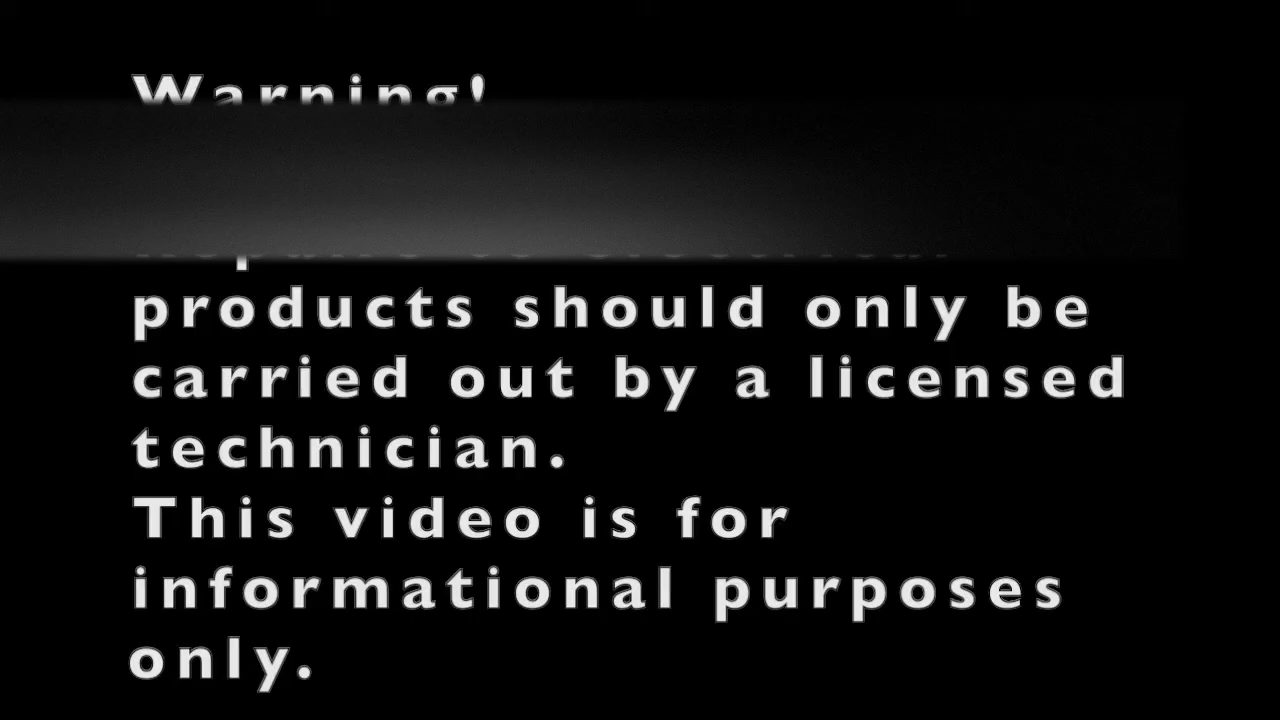 Warning!
products should only be
carried out by a licensed
technician.
This video is for
informational purposes
only.